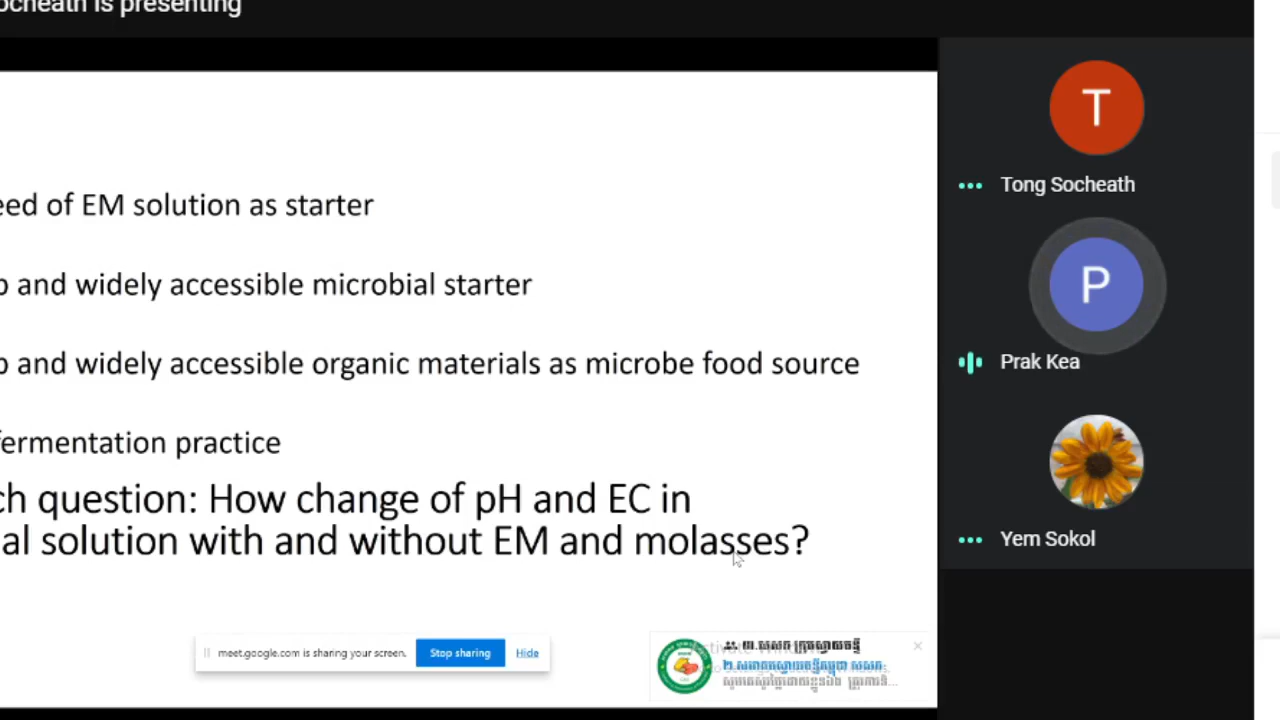 ocheath is presenting
eed of EM solution as starter
p and widely accessible microbial starter
p and widely accessible organic materials as microbe food source
fermentation practice
ch question: How change of pH and EC in
al solution with and without EM and molasses?
T
Tong Socheath
P
Prak Kea
Yem Sokol
meet.google.com is sharing your screen. Stop sharing Hide